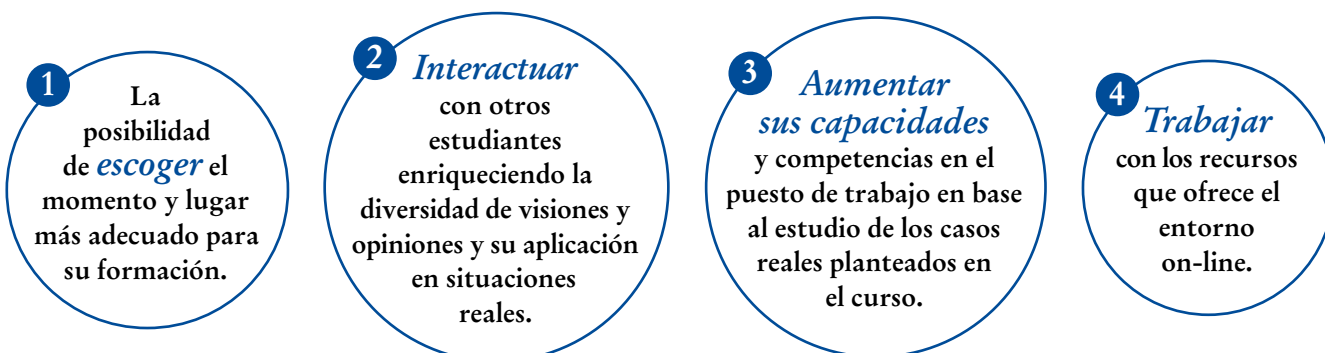 1
La
posibilidad
de escoger el
momento y lugar
más adecuado para
su formación.
2
Interactuar
con otros
estudiantes
enriqueciendo la
diversidad de visiones y
opiniones y su aplicación
en situaciones
reales.
3
Aumentar
sus capacidades
y competencias en el
puesto de trabajo en base
al estudio de los casos
reales planteados en
el curso.
4
Trabajar
con los recursos
que ofrece el
entorno
on-line.